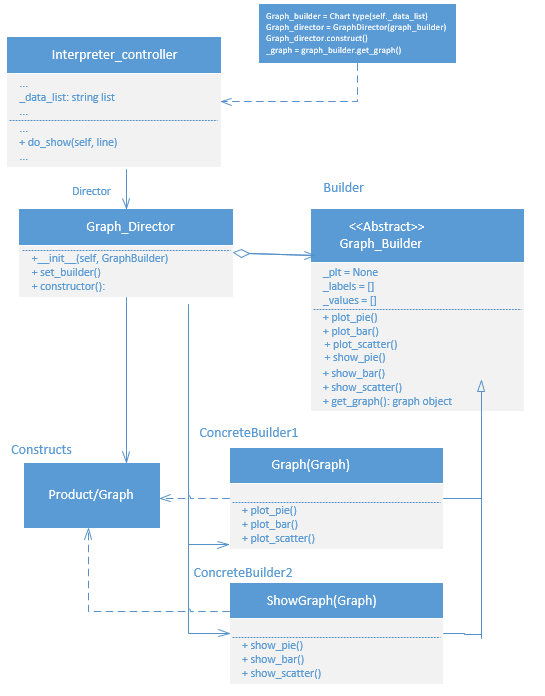 Graph_builder = Chart type(self._data_list)
Graph_director = GraphDirector(graph_builder)
Graph_director.construct()
_graph = graph_builder.get_graph()
Interpreter_controller
...
_data_list: string list
...
...
+ do_show(self, line)
...
Director
Builder
Graph_Director
+__init__(self, GraphBuilder)
+ set_builder()
+ constructor():
<<Abstract>>
Graph_Builder
_plt = None
_labels = []
_values = []
+ plot_pie()
+ plot_bar()
+ plot_scatter()
+ show_pie()
+ show_bar()
+ show_scatter()
+ get_graph(): graph object
Constructs
Product/Graph
ConcreteBuilder1
Graph(Graph)
+ plot_pie()
+ plot_bar()
+ plot_scatter()
ConcreteBuilder2
ShowGraph(Graph)
+ show_pie()
+ show_bar()
+ show_scatter()